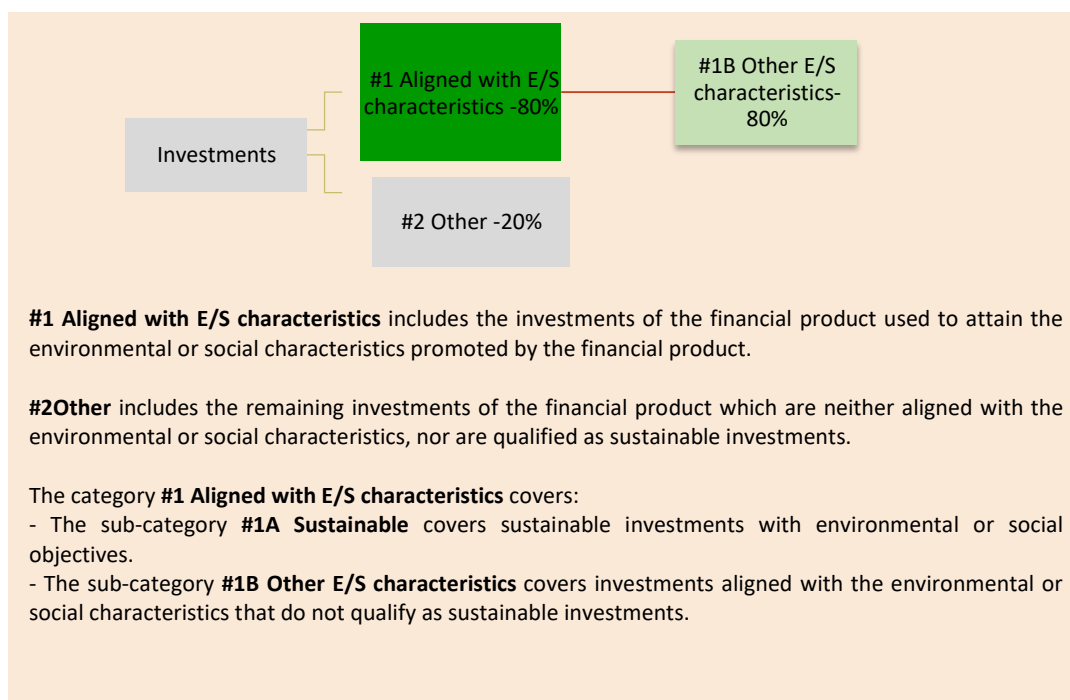 #1 Aligned with E/S
characteristics -80%
#1B Other E/S
characteristics-
80%
Investments
#2 Other -20%
#1 Aligned with E/S characteristics includes the investments of the financial product used to attain the
environmental or social characteristics promoted by the financial product.
#2Other includes the remaining investments of the financial product which are neither aligned with the
environmental or social characteristics, nor are qualified as sustainable investments.
The category #1 Aligned with E/S characteristics covers:
- The sub-category #1A Sustainable covers sustainable investments with environmental or social
objectives.
- The sub-category #1B Other E/S characteristics covers investments aligned with the environmental or
social characteristics that do not qualify as sustainable investments.